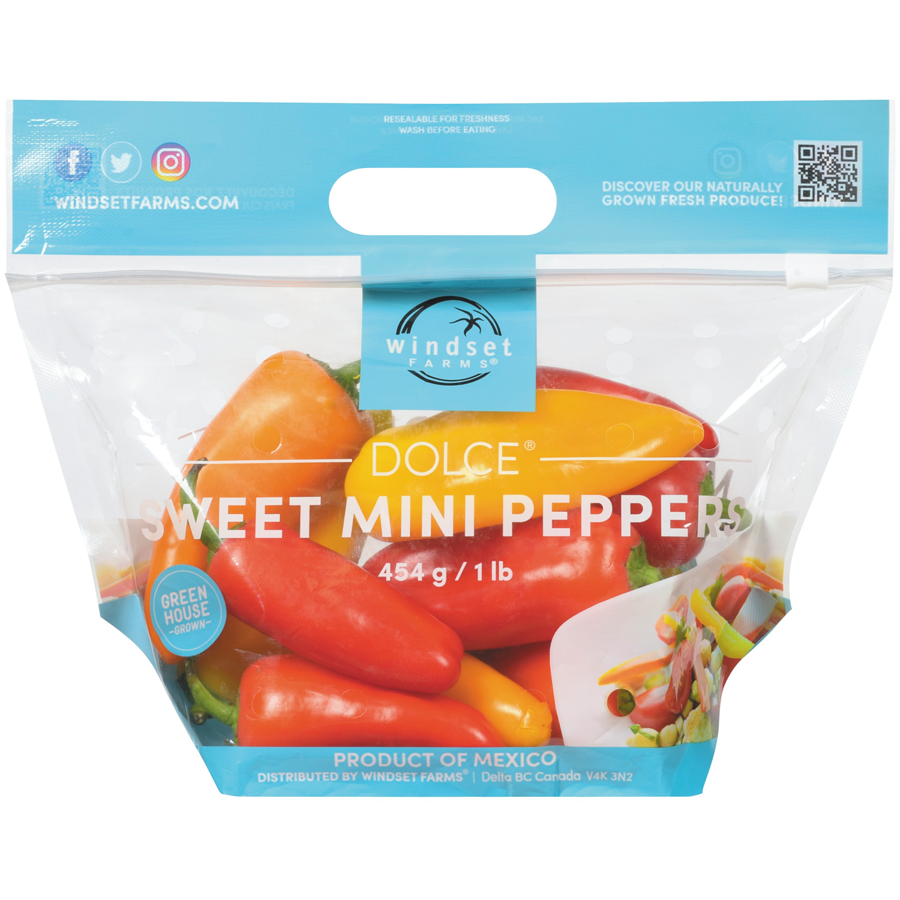 RESEALABLE FOR FRESHNESS
WASH BEFORE EATING
WINDSETFARMS.COM
DISCOVER OUR NATURALLY
GROWN FRESH PRODUCE!
windset
FARMS®
DOLCE®
SWEET MINI PEPPERS
454 g / 1 lb
GREEN
HOUSE
-GROWN-
PRODUCT OF MEXICO
DISTRIBUTED BY WINDSET FARMS® | Delta BC Canada V4K 3N2